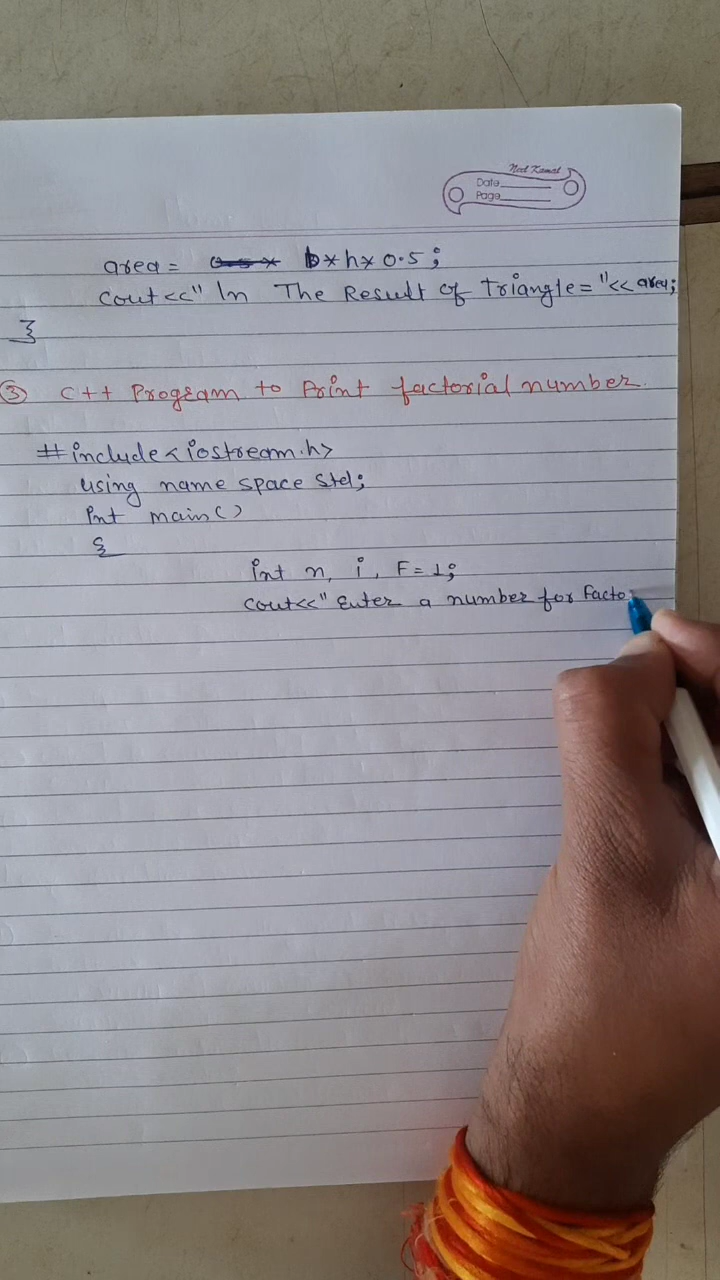 Neel Kamal
Date
Page
area = b*h*0.5;
cout<<" In The Result of Triangle="<<area;
}
③ C++ Program to Print factorial number.
#include<iostream.h>
using name space std;
Int main()
{
int n, i, F=1;
cout<<" Enter a number for Facto